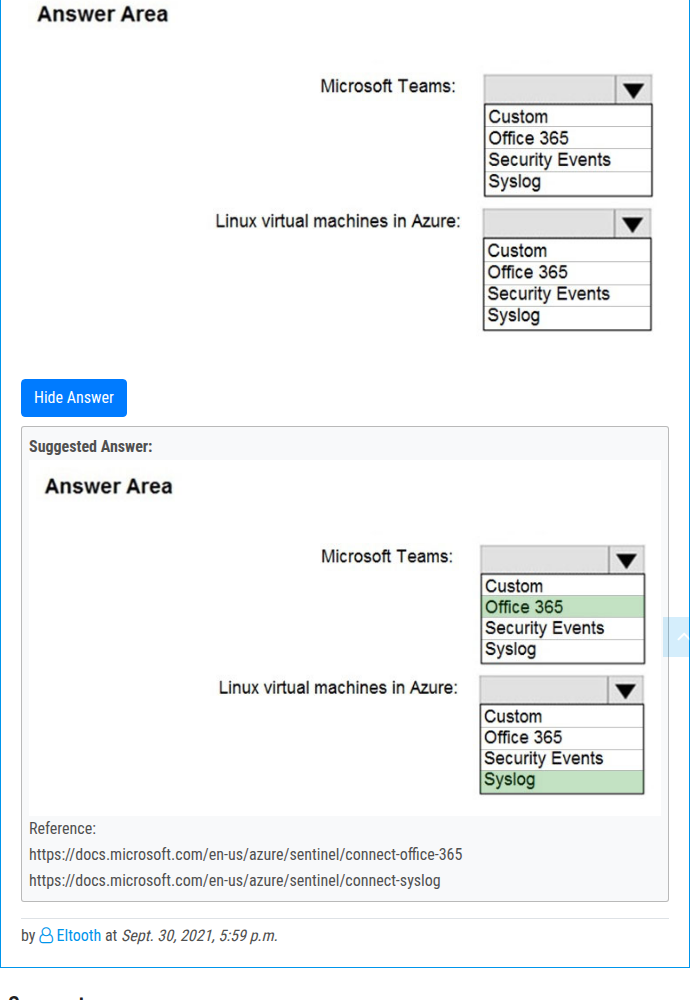 Answer Area
Microsoft Teams:
Custom
Office 365
Security Events
Syslog
Linux virtual machines in Azure:
Custom
Office 365
Security Events
Syslog
Hide Answer
Suggested Answer:
Answer Area
Microsoft Teams:
Custom
Office 365
Security Events
Syslog
Linux virtual machines in Azure:
Custom
Office 365
Security Events
Syslog
Reference:
https://docs.microsoft.com/en-us/azure/sentinel/connect-office-365
https://docs.microsoft.com/en-us/azure/sentinel/connect-syslog
by Eltooth at Sept. 30, 2021, 5:59 p.m.